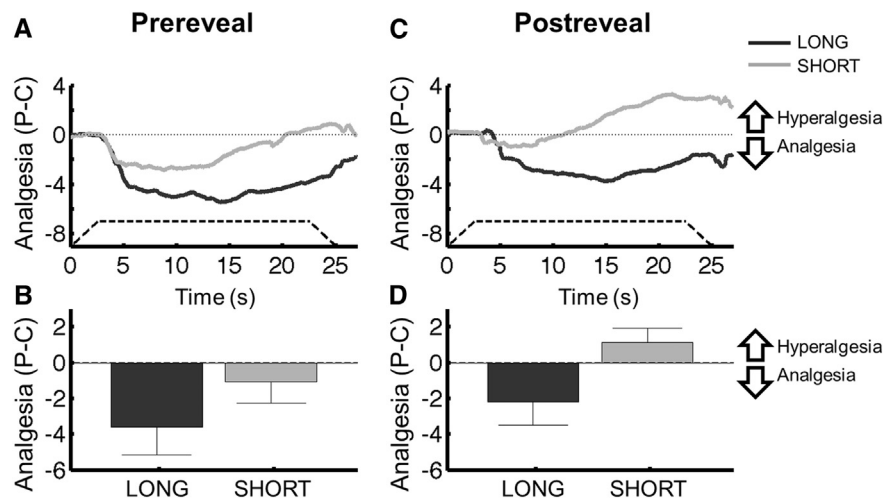 A Prereveal
C Postreveal
LONG
SHORT
Analgesia (P-C)
4
0
-4
-8
0 5 10 15 20 25
Time (s)
Analgesia (P-C)
4
0
-4
-8
0 5 10 15 20 25
Time (s)
Hyperalgesia
Analgesia
B
Analgesia (P-C)
2
0
-2
-4
-6
LONG SHORT
D
Analgesia (P-C)
2
0
-2
-4
-6
LONG SHORT
Hyperalgesia
Analgesia